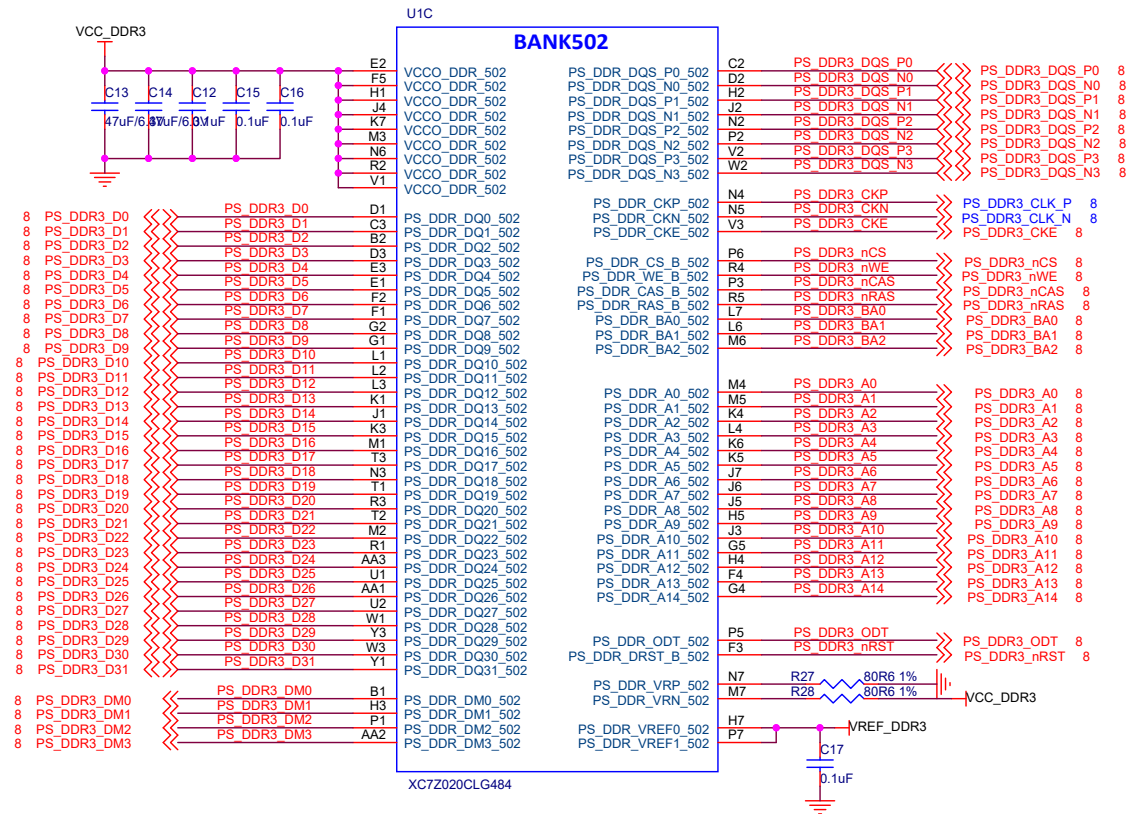 U1C
BANK502
VCC_DDR3
C13 C14 C12 C15 C16
47uF/6.3V 0.1uF 0.1uF
E2 VCCO_DDR_502
F5 VCCO_DDR_502
H1 VCCO_DDR_502
J4 VCCO_DDR_502
K7 VCCO_DDR_502
M3 VCCO_DDR_502
N6 VCCO_DDR_502
R2 VCCO_DDR_502
V1 VCCO_DDR_502
8 PS_DDR3_D0 PS_DDR3_D0 D1 PS_DDR_DQ0_502
8 PS_DDR3_D1 PS_DDR3_D1 C3 PS_DDR_DQ1_502
8 PS_DDR3_D2 PS_DDR3_D2 B2 PS_DDR_DQ2_502
8 PS_DDR3_D3 PS_DDR3_D3 D3 PS_DDR_DQ3_502
8 PS_DDR3_D4 PS_DDR3_D4 E3 PS_DDR_DQ4_502
8 PS_DDR3_D5 PS_DDR3_D5 E1 PS_DDR_DQ5_502
8 PS_DDR3_D6 PS_DDR3_D6 F2 PS_DDR_DQ6_502
8 PS_DDR3_D7 PS_DDR3_D7 F1 PS_DDR_DQ7_502
8 PS_DDR3_D8 PS_DDR3_D8 G2 PS_DDR_DQ8_502
8 PS_DDR3_D9 PS_DDR3_D9 G1 PS_DDR_DQ9_502
8 PS_DDR3_D10 PS_DDR3_D10 L1 PS_DDR_DQ10_502
8 PS_DDR3_D11 PS_DDR3_D11 L2 PS_DDR_DQ11_502
8 PS_DDR3_D12 PS_DDR3_D12 L3 PS_DDR_DQ12_502
8 PS_DDR3_D13 PS_DDR3_D13 K1 PS_DDR_DQ13_502
8 PS_DDR3_D14 PS_DDR3_D14 J1 PS_DDR_DQ14_502
8 PS_DDR3_D15 PS_DDR3_D15 K3 PS_DDR_DQ15_502
8 PS_DDR3_D16 PS_DDR3_D16 M1 PS_DDR_DQ16_502
8 PS_DDR3_D17 PS_DDR3_D17 T3 PS_DDR_DQ17_502
8 PS_DDR3_D18 PS_DDR3_D18 N3 PS_DDR_DQ18_502
8 PS_DDR3_D19 PS_DDR3_D19 T1 PS_DDR_DQ19_502
8 PS_DDR3_D20 PS_DDR3_D20 R3 PS_DDR_DQ20_502
8 PS_DDR3_D21 PS_DDR3_D21 T2 PS_DDR_DQ21_502
8 PS_DDR3_D22 PS_DDR3_D22 M2 PS_DDR_DQ22_502
8 PS_DDR3_D23 PS_DDR3_D23 R1 PS_DDR_DQ23_502
8 PS_DDR3_D24 PS_DDR3_D24 AA3 PS_DDR_DQ24_502
8 PS_DDR3_D25 PS_DDR3_D25 U1 PS_DDR_DQ25_502
8 PS_DDR3_D26 PS_DDR3_D26 AA1 PS_DDR_DQ26_502
8 PS_DDR3_D27 PS_DDR3_D27 U2 PS_DDR_DQ27_502
8 PS_DDR3_D28 PS_DDR3_D28 W1 PS_DDR_DQ28_502
8 PS_DDR3_D29 PS_DDR3_D29 Y3 PS_DDR_DQ29_502
8 PS_DDR3_D30 PS_DDR3_D30 W3 PS_DDR_DQ30_502
8 PS_DDR3_D31 PS_DDR3_D31 Y1 PS_DDR_DQ31_502
8 PS_DDR3_DM0 PS_DDR3_DM0 B1 PS_DDR_DM0_502
8 PS_DDR3_DM1 PS_DDR3_DM1 H3 PS_DDR_DM1_502
8 PS_DDR3_DM2 PS_DDR3_DM2 P1 PS_DDR_DM2_502
8 PS_DDR3_DM3 PS_DDR3_DM3 AA2 PS_DDR_DM3_502
PS_DDR_DQS_P0_502 C2 PS_DDR3_DQS_P0 PS_DDR3_DQS_P0 8
PS_DDR_DQS_N0_502 D2 PS_DDR3_DQS_N0 PS_DDR3_DQS_N0 8
PS_DDR_DQS_P1_502 H2 PS_DDR3_DQS_P1 PS_DDR3_DQS_P1 8
PS_DDR_DQS_N1_502 J2 PS_DDR3_DQS_N1 PS_DDR3_DQS_N1 8
PS_DDR_DQS_P2_502 N2 PS_DDR3_DQS_P2 PS_DDR3_DQS_P2 8
PS_DDR_DQS_N2_502 P2 PS_DDR3_DQS_N2 PS_DDR3_DQS_N2 8
PS_DDR_DQS_P3_502 V2 PS_DDR3_DQS_P3 PS_DDR3_DQS_P3 8
PS_DDR_DQS_N3_502 W2 PS_DDR3_DQS_N3 PS_DDR3_DQS_N3 8
PS_DDR_CKP_502 N4 PS_DDR3_CKP PS_DDR3_CLK_P 8
PS_DDR_CKN_502 N5 PS_DDR3_CKN PS_DDR3_CLK_N 8
PS_DDR_CKE_502 V3 PS_DDR3_CKE PS_DDR3_CKE 8
PS_DDR_CS_B_502 P6 PS_DDR3_nCS PS_DDR3_nCS 8
PS_DDR_WE_B_502 R4 PS_DDR3_nWE PS_DDR3_nWE 8
PS_DDR_CAS_B_502 P3 PS_DDR3_nCAS PS_DDR3_nCAS 8
PS_DDR_RAS_B_502 R5 PS_DDR3_nRAS PS_DDR3_nRAS 8
PS_DDR_BA0_502 L7 PS_DDR3_BA0 PS_DDR3_BA0 8
PS_DDR_BA1_502 L6 PS_DDR3_BA1 PS_DDR3_BA1 8
PS_DDR_BA2_502 M6 PS_DDR3_BA2 PS_DDR3_BA2 8
PS_DDR_A0_502 M4 PS_DDR3_A0 PS_DDR3_A0 8
PS_DDR_A1_502 M5 PS_DDR3_A1 PS_DDR3_A1 8
PS_DDR_A2_502 K4 PS_DDR3_A2 PS_DDR3_A2 8
PS_DDR_A3_502 L4 PS_DDR3_A3 PS_DDR3_A3 8
PS_DDR_A4_502 K6 PS_DDR3_A4 PS_DDR3_A4 8
PS_DDR_A5_502 K5 PS_DDR3_A5 PS_DDR3_A5 8
PS_DDR_A6_502 J7 PS_DDR3_A6 PS_DDR3_A6 8
PS_DDR_A7_502 J6 PS_DDR3_A7 PS_DDR3_A7 8
PS_DDR_A8_502 J5 PS_DDR3_A8 PS_DDR3_A8 8
PS_DDR_A9_502 H5 PS_DDR3_A9 PS_DDR3_A9 8
PS_DDR_A10_502 J3 PS_DDR3_A10 PS_DDR3_A10 8
PS_DDR_A11_502 G5 PS_DDR3_A11 PS_DDR3_A11 8
PS_DDR_A12_502 H4 PS_DDR3_A12 PS_DDR3_A12 8
PS_DDR_A13_502 F4 PS_DDR3_A13 PS_DDR3_A13 8
PS_DDR_A14_502 G4 PS_DDR3_A14 PS_DDR3_A14 8
PS_DDR_ODT_502 P5 PS_DDR3_ODT PS_DDR3_ODT 8
PS_DDR_DRST_B_502 F3 PS_DDR3_nRST PS_DDR3_nRST 8
PS_DDR_VRP_502 N7 R27 80R6 1%
PS_DDR_VRN_502 M7 R28 80R6 1% VCC_DDR3
PS_DDR_VREF0_502 H7 VREF_DDR3
PS_DDR_VREF1_502 P7
C17
0.1uF
XC7Z020CLG484